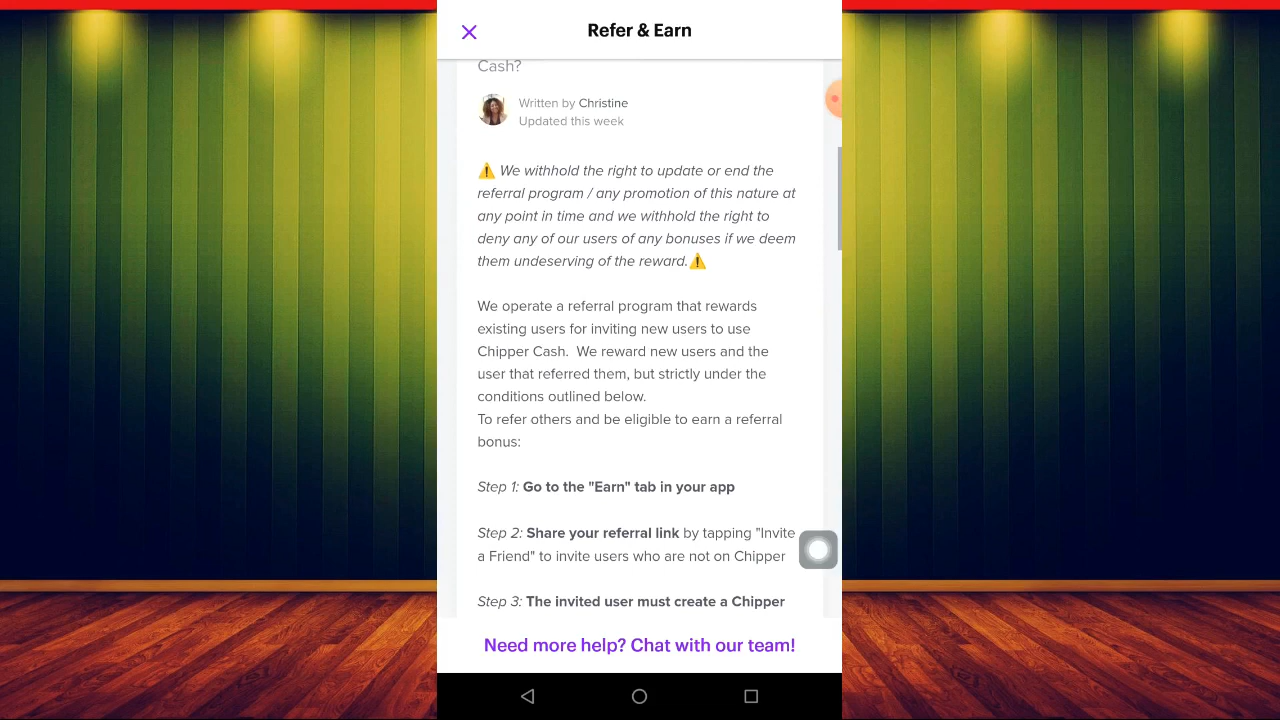 Refer & Earn
Cash?
Written by Christine
Updated this week
⚠️ We withhold the right to update or end the
referral program / any promotion of this nature at
any point in time and we withhold the right to
deny any of our users of any bonuses if we deem
them undeserving of the reward.⚠️
We operate a referral program that rewards
existing users for inviting new users to use
Chipper Cash.  We reward new users and the
user that referred them, but strictly under the
conditions outlined below.
To refer others and be eligible to earn a referral
bonus:
Step 1: Go to the "Earn" tab in your app
Step 2: Share your referral link by tapping "Invite
a Friend" to invite users who are not on Chipper
Step 3: The invited user must create a Chipper
Need more help? Chat with our team!